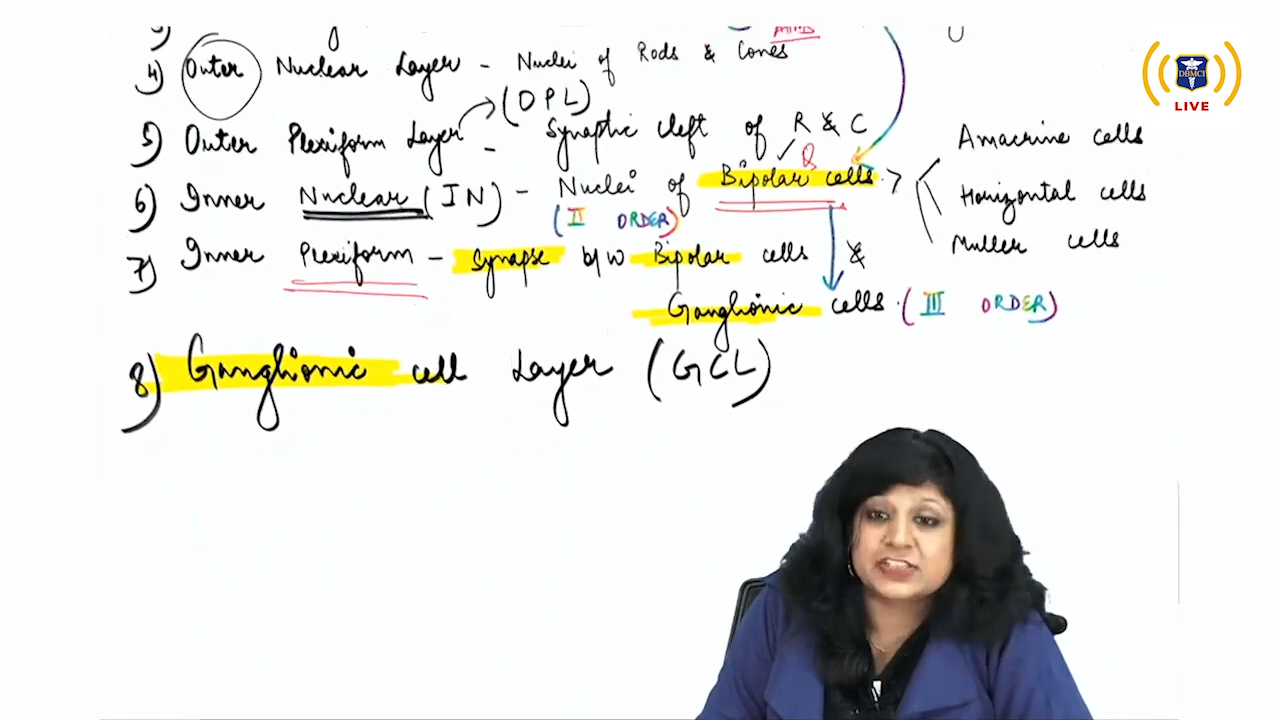 4) Outer Nuclear Layer - Nuclei of Rods & Cones
(OPL)
5) Outer Plexiform Layer - Synaptic cleft of R & C
&
6) Inner Nuclear (IN) - Nuclei of Bipolar cells.
(II ORDER)
Amacrine cells
Horizontal cells
Muller cells
7) Inner Plexiform - Synapse b/w Bipolar cells &
Ganglionic cells. (III ORDER)
8) Ganglionic cell Layer (GCL)
DBMCI
LIVE